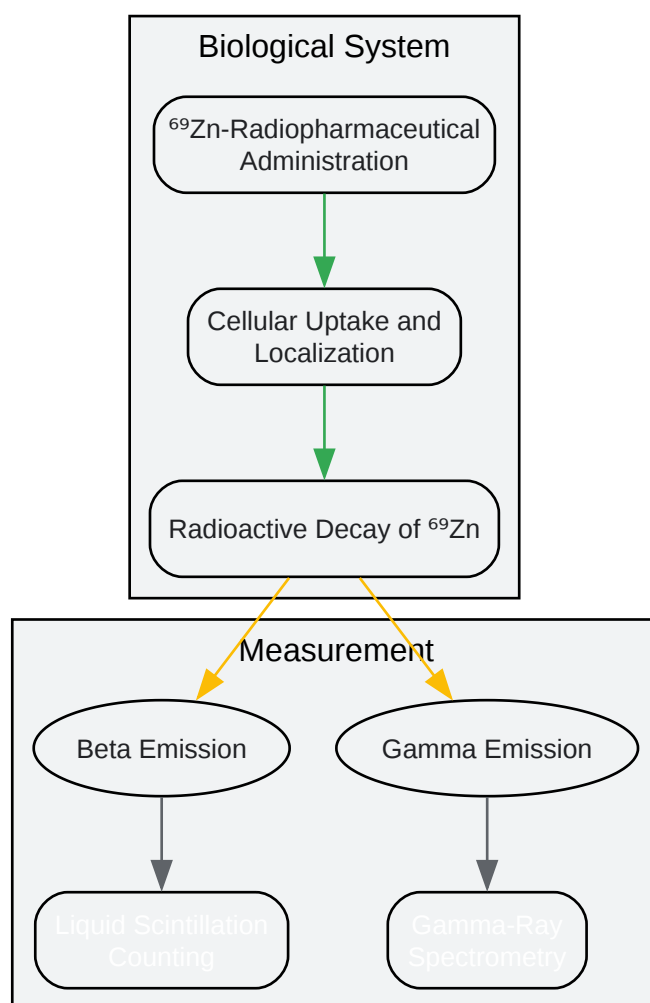 Biological System
⁶⁹Zn-Radiopharmaceutical
Administration
Cellular Uptake and
Localization
Radioactive Decay of ⁶⁹Zn
Measurement
Beta Emission
Gamma Emission
Liquid Scintillation
Counting
Gamma-Ray
Spectrometry